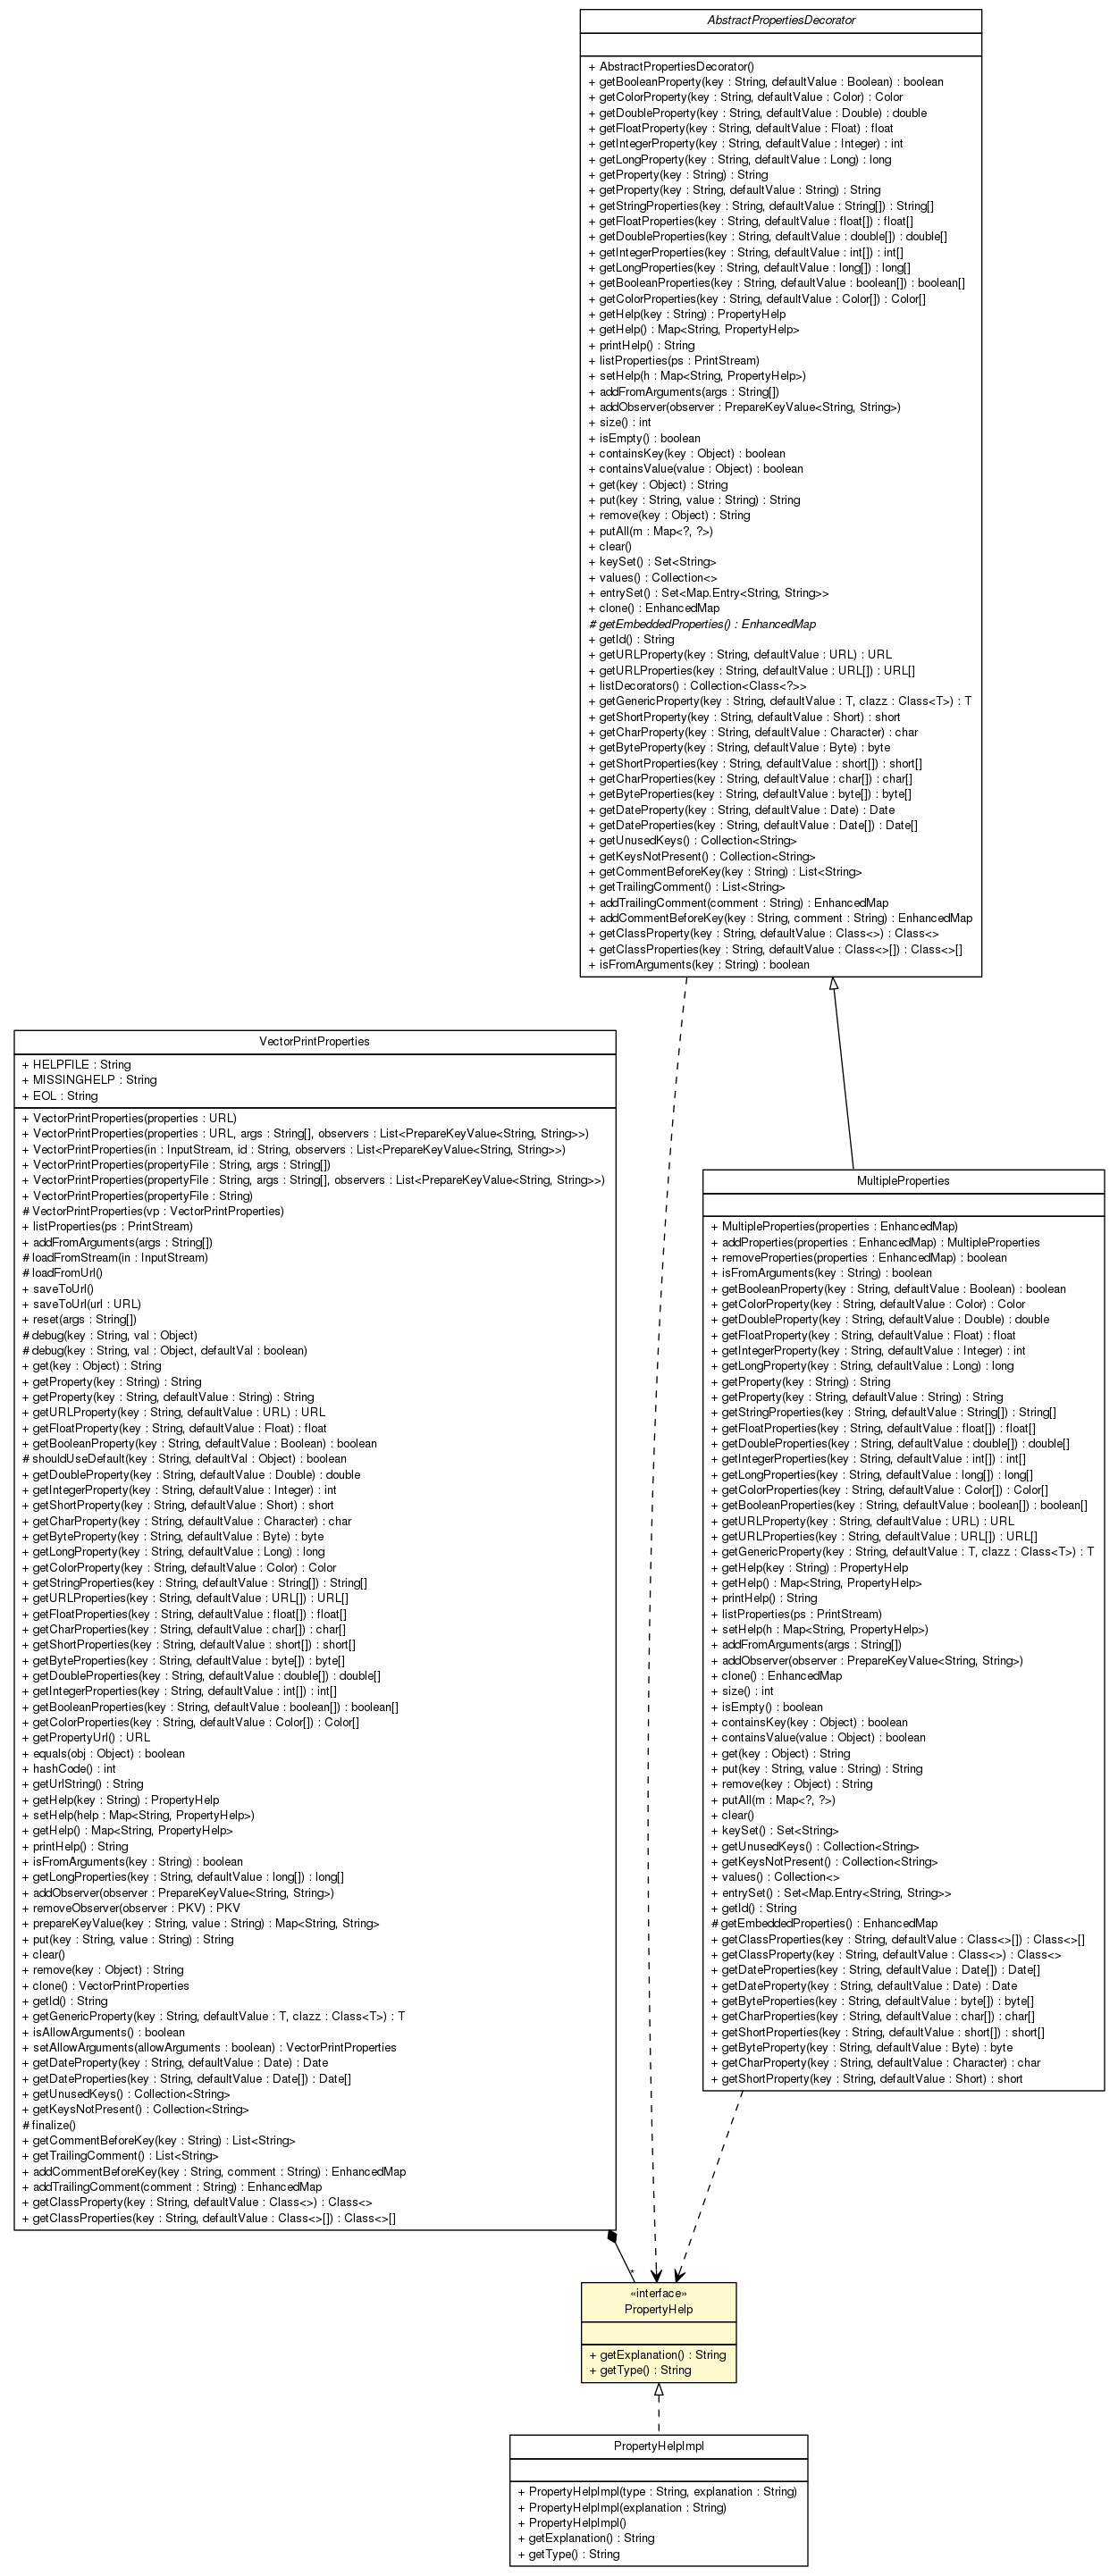 AbstractPropertiesDecorator
+ AbstractPropertiesDecorator()
+ getBooleanProperty(key : String, defaultValue : Boolean) : boolean
+ getColorProperty(key : String, defaultValue : Color) : Color
+ getDoubleProperty(key : String, defaultValue : Double) : double
+ getFloatProperty(key : String, defaultValue : Float) : float
+ getIntegerProperty(key : String, defaultValue : Integer) : int
+ getLongProperty(key : String, defaultValue : Long) : long
+ getProperty(key : String) : String
+ getProperty(key : String, defaultValue : String) : String
+ getStringProperties(key : String, defaultValue : String[]) : String[]
+ getFloatProperties(key : String, defaultValue : float[]) : float[]
+ getDoubleProperties(key : String, defaultValue : double[]) : double[]
+ getIntegerProperties(key : String, defaultValue : int[]) : int[]
+ getLongProperties(key : String, defaultValue : long[]) : long[]
+ getBooleanProperties(key : String, defaultValue : boolean[]) : boolean[]
+ getColorProperties(key : String, defaultValue : Color[]) : Color[]
+ getHelp(key : String) : PropertyHelp
+ getHelp() : Map<String, PropertyHelp>
+ printHelp() : String
+ listProperties(ps : PrintStream)
+ setHelp(h : Map<String, PropertyHelp>)
+ addFromArguments(args : String[])
+ addObserver(observer : PrepareKeyValue<String, String>)
+ size() : int
+ isEmpty() : boolean
+ containsKey(key : Object) : boolean
+ containsValue(value : Object) : boolean
+ get(key : Object) : String
+ put(key : String, value : String) : String
+ remove(key : Object) : String
+ putAll(m : Map<?, ?>)
+ clear()
+ keySet() : Set<String>
+ values() : Collection<>
+ entrySet() : Set<Map.Entry<String, String>>
+ clone() : EnhancedMap
# getEmbeddedProperties() : EnhancedMap
+ getId() : String
+ getURLProperty(key : String, defaultValue : URL) : URL
+ getURLProperties(key : String, defaultValue : URL[]) : URL[]
+ listDecorators() : Collection<Class<?>>
+ getGenericProperty(key : String, defaultValue : T, clazz : Class<T>) : T
+ getShortProperty(key : String, defaultValue : Short) : short
+ getCharProperty(key : String, defaultValue : Character) : char
+ getByteProperty(key : String, defaultValue : Byte) : byte
+ getShortProperties(key : String, defaultValue : short[]) : short[]
+ getCharProperties(key : String, defaultValue : char[]) : char[]
+ getByteProperties(key : String, defaultValue : byte[]) : byte[]
+ getDateProperty(key : String, defaultValue : Date) : Date
+ getDateProperties(key : String, defaultValue : Date[]) : Date[]
+ getUnusedKeys() : Collection<String>
+ getKeysNotPresent() : Collection<String>
+ getCommentBeforeKey(key : String) : List<String>
+ getTrailingComment() : List<String>
+ addTrailingComment(comment : String) : EnhancedMap
+ addCommentBeforeKey(key : String, comment : String) : EnhancedMap
+ getClassProperty(key : String, defaultValue : Class<>) : Class<>
+ getClassProperties(key : String, defaultValue : Class<>[]) : Class<>[]
+ isFromArguments(key : String) : boolean
VectorPrintProperties
+ HELPFILE : String
+ MISSINGHELP : String
+ EOL : String
+ VectorPrintProperties(properties : URL)
+ VectorPrintProperties(properties : URL, args : String[], observers : List<PrepareKeyValue<String, String>>)
+ VectorPrintProperties(in : InputStream, id : String, observers : List<PrepareKeyValue<String, String>>)
+ VectorPrintProperties(propertyFile : String, args : String[])
+ VectorPrintProperties(propertyFile : String, args : String[], observers : List<PrepareKeyValue<String, String>>)
+ VectorPrintProperties(propertyFile : String)
# VectorPrintProperties(vp : VectorPrintProperties)
+ listProperties(ps : PrintStream)
+ addFromArguments(args : String[])
# loadFromStream(in : InputStream)
# loadFromUrl()
+ saveToUrl()
+ saveToUrl(url : URL)
+ reset(args : String[])
# debug(key : String, val : Object)
# debug(key : String, val : Object, defaultVal : boolean)
+ get(key : Object) : String
+ getProperty(key : String) : String
+ getProperty(key : String, defaultValue : String) : String
+ getURLProperty(key : String, defaultValue : URL) : URL
+ getFloatProperty(key : String, defaultValue : Float) : float
+ getBooleanProperty(key : String, defaultValue : Boolean) : boolean
# shouldUseDefault(key : String, defaultVal : Object) : boolean
+ getDoubleProperty(key : String, defaultValue : Double) : double
+ getIntegerProperty(key : String, defaultValue : Integer) : int
+ getShortProperty(key : String, defaultValue : Short) : short
+ getCharProperty(key : String, defaultValue : Character) : char
+ getByteProperty(key : String, defaultValue : Byte) : byte
+ getLongProperty(key : String, defaultValue : Long) : long
+ getColorProperty(key : String, defaultValue : Color) : Color
+ getStringProperties(key : String, defaultValue : String[]) : String[]
+ getURLProperties(key : String, defaultValue : URL[]) : URL[]
+ getFloatProperties(key : String, defaultValue : float[]) : float[]
+ getCharProperties(key : String, defaultValue : char[]) : char[]
+ getShortProperties(key : String, defaultValue : short[]) : short[]
+ getByteProperties(key : String, defaultValue : byte[]) : byte[]
+ getDoubleProperties(key : String, defaultValue : double[]) : double[]
+ getIntegerProperties(key : String, defaultValue : int[]) : int[]
+ getBooleanProperties(key : String, defaultValue : boolean[]) : boolean[]
+ getColorProperties(key : String, defaultValue : Color[]) : Color[]
+ getPropertyUrl() : URL
+ equals(obj : Object) : boolean
+ hashCode() : int
+ getUrlString() : String
+ getHelp(key : String) : PropertyHelp
+ setHelp(help : Map<String, PropertyHelp>)
+ getHelp() : Map<String, PropertyHelp>
+ printHelp() : String
+ isFromArguments(key : String) : boolean
+ getLongProperties(key : String, defaultValue : long[]) : long[]
+ addObserver(observer : PrepareKeyValue<String, String>)
+ removeObserver(observer : PKV) : PKV
+ prepareKeyValue(key : String, value : String) : Map<String, String>
+ put(key : String, value : String) : String
+ clear()
+ remove(key : Object) : String
+ clone() : VectorPrintProperties
+ getId() : String
+ getGenericProperty(key : String, defaultValue : T, clazz : Class<T>) : T
+ isAllowArguments() : boolean
+ setAllowArguments(allowArguments : boolean) : VectorPrintProperties
+ getDateProperty(key : String, defaultValue : Date) : Date
+ getDateProperties(key : String, defaultValue : Date[]) : Date[]
+ getUnusedKeys() : Collection<String>
+ getKeysNotPresent() : Collection<String>
# finalize()
+ getCommentBeforeKey(key : String) : List<String>
+ getTrailingComment() : List<String>
+ addCommentBeforeKey(key : String, comment : String) : EnhancedMap
+ addTrailingComment(comment : String) : EnhancedMap
+ getClassProperty(key : String, defaultValue : Class<>) : Class<>
+ getClassProperties(key : String, defaultValue : Class<>[]) : Class<>[]
MultipleProperties
+ MultipleProperties(properties : EnhancedMap)
+ addProperties(properties : EnhancedMap) : MultipleProperties
+ removeProperties(properties : EnhancedMap) : boolean
+ isFromArguments(key : String) : boolean
+ getBooleanProperty(key : String, defaultValue : Boolean) : boolean
+ getColorProperty(key : String, defaultValue : Color) : Color
+ getDoubleProperty(key : String, defaultValue : Double) : double
+ getFloatProperty(key : String, defaultValue : Float) : float
+ getIntegerProperty(key : String, defaultValue : Integer) : int
+ getLongProperty(key : String, defaultValue : Long) : long
+ getProperty(key : String) : String
+ getProperty(key : String, defaultValue : String) : String
+ getStringProperties(key : String, defaultValue : String[]) : String[]
+ getFloatProperties(key : String, defaultValue : float[]) : float[]
+ getDoubleProperties(key : String, defaultValue : double[]) : double[]
+ getIntegerProperties(key : String, defaultValue : int[]) : int[]
+ getLongProperties(key : String, defaultValue : long[]) : long[]
+ getColorProperties(key : String, defaultValue : Color[]) : Color[]
+ getBooleanProperties(key : String, defaultValue : boolean[]) : boolean[]
+ getURLProperty(key : String, defaultValue : URL) : URL
+ getURLProperties(key : String, defaultValue : URL[]) : URL[]
+ getGenericProperty(key : String, defaultValue : T, clazz : Class<T>) : T
+ getHelp(key : String) : PropertyHelp
+ getHelp() : Map<String, PropertyHelp>
+ printHelp() : String
+ listProperties(ps : PrintStream)
+ setHelp(h : Map<String, PropertyHelp>)
+ addFromArguments(args : String[])
+ addObserver(observer : PrepareKeyValue<String, String>)
+ clone() : EnhancedMap
+ size() : int
+ isEmpty() : boolean
+ containsKey(key : Object) : boolean
+ containsValue(value : Object) : boolean
+ get(key : Object) : String
+ put(key : String, value : String) : String
+ remove(key : Object) : String
+ putAll(m : Map<?, ?>)
+ clear()
+ keySet() : Set<String>
+ getUnusedKeys() : Collection<String>
+ getKeysNotPresent() : Collection<String>
+ values() : Collection<>
+ entrySet() : Set<Map.Entry<String, String>>
+ getId() : String
# getEmbeddedProperties() : EnhancedMap
+ getClassProperties(key : String, defaultValue : Class<>[]) : Class<>[]
+ getClassProperty(key : String, defaultValue : Class<>) : Class<>
+ getDateProperties(key : String, defaultValue : Date[]) : Date[]
+ getDateProperty(key : String, defaultValue : Date) : Date
+ getByteProperties(key : String, defaultValue : byte[]) : byte[]
+ getCharProperties(key : String, defaultValue : char[]) : char[]
+ getShortProperties(key : String, defaultValue : short[]) : short[]
+ getByteProperty(key : String, defaultValue : Byte) : byte
+ getCharProperty(key : String, defaultValue : Character) : char
+ getShortProperty(key : String, defaultValue : Short) : short
*
«interface»
PropertyHelp
+ getExplanation() : String
+ getType() : String
PropertyHelpImpl
+ PropertyHelpImpl(type : String, explanation : String)
+ PropertyHelpImpl(explanation : String)
+ PropertyHelpImpl()
+ getExplanation() : String
+ getType() : String